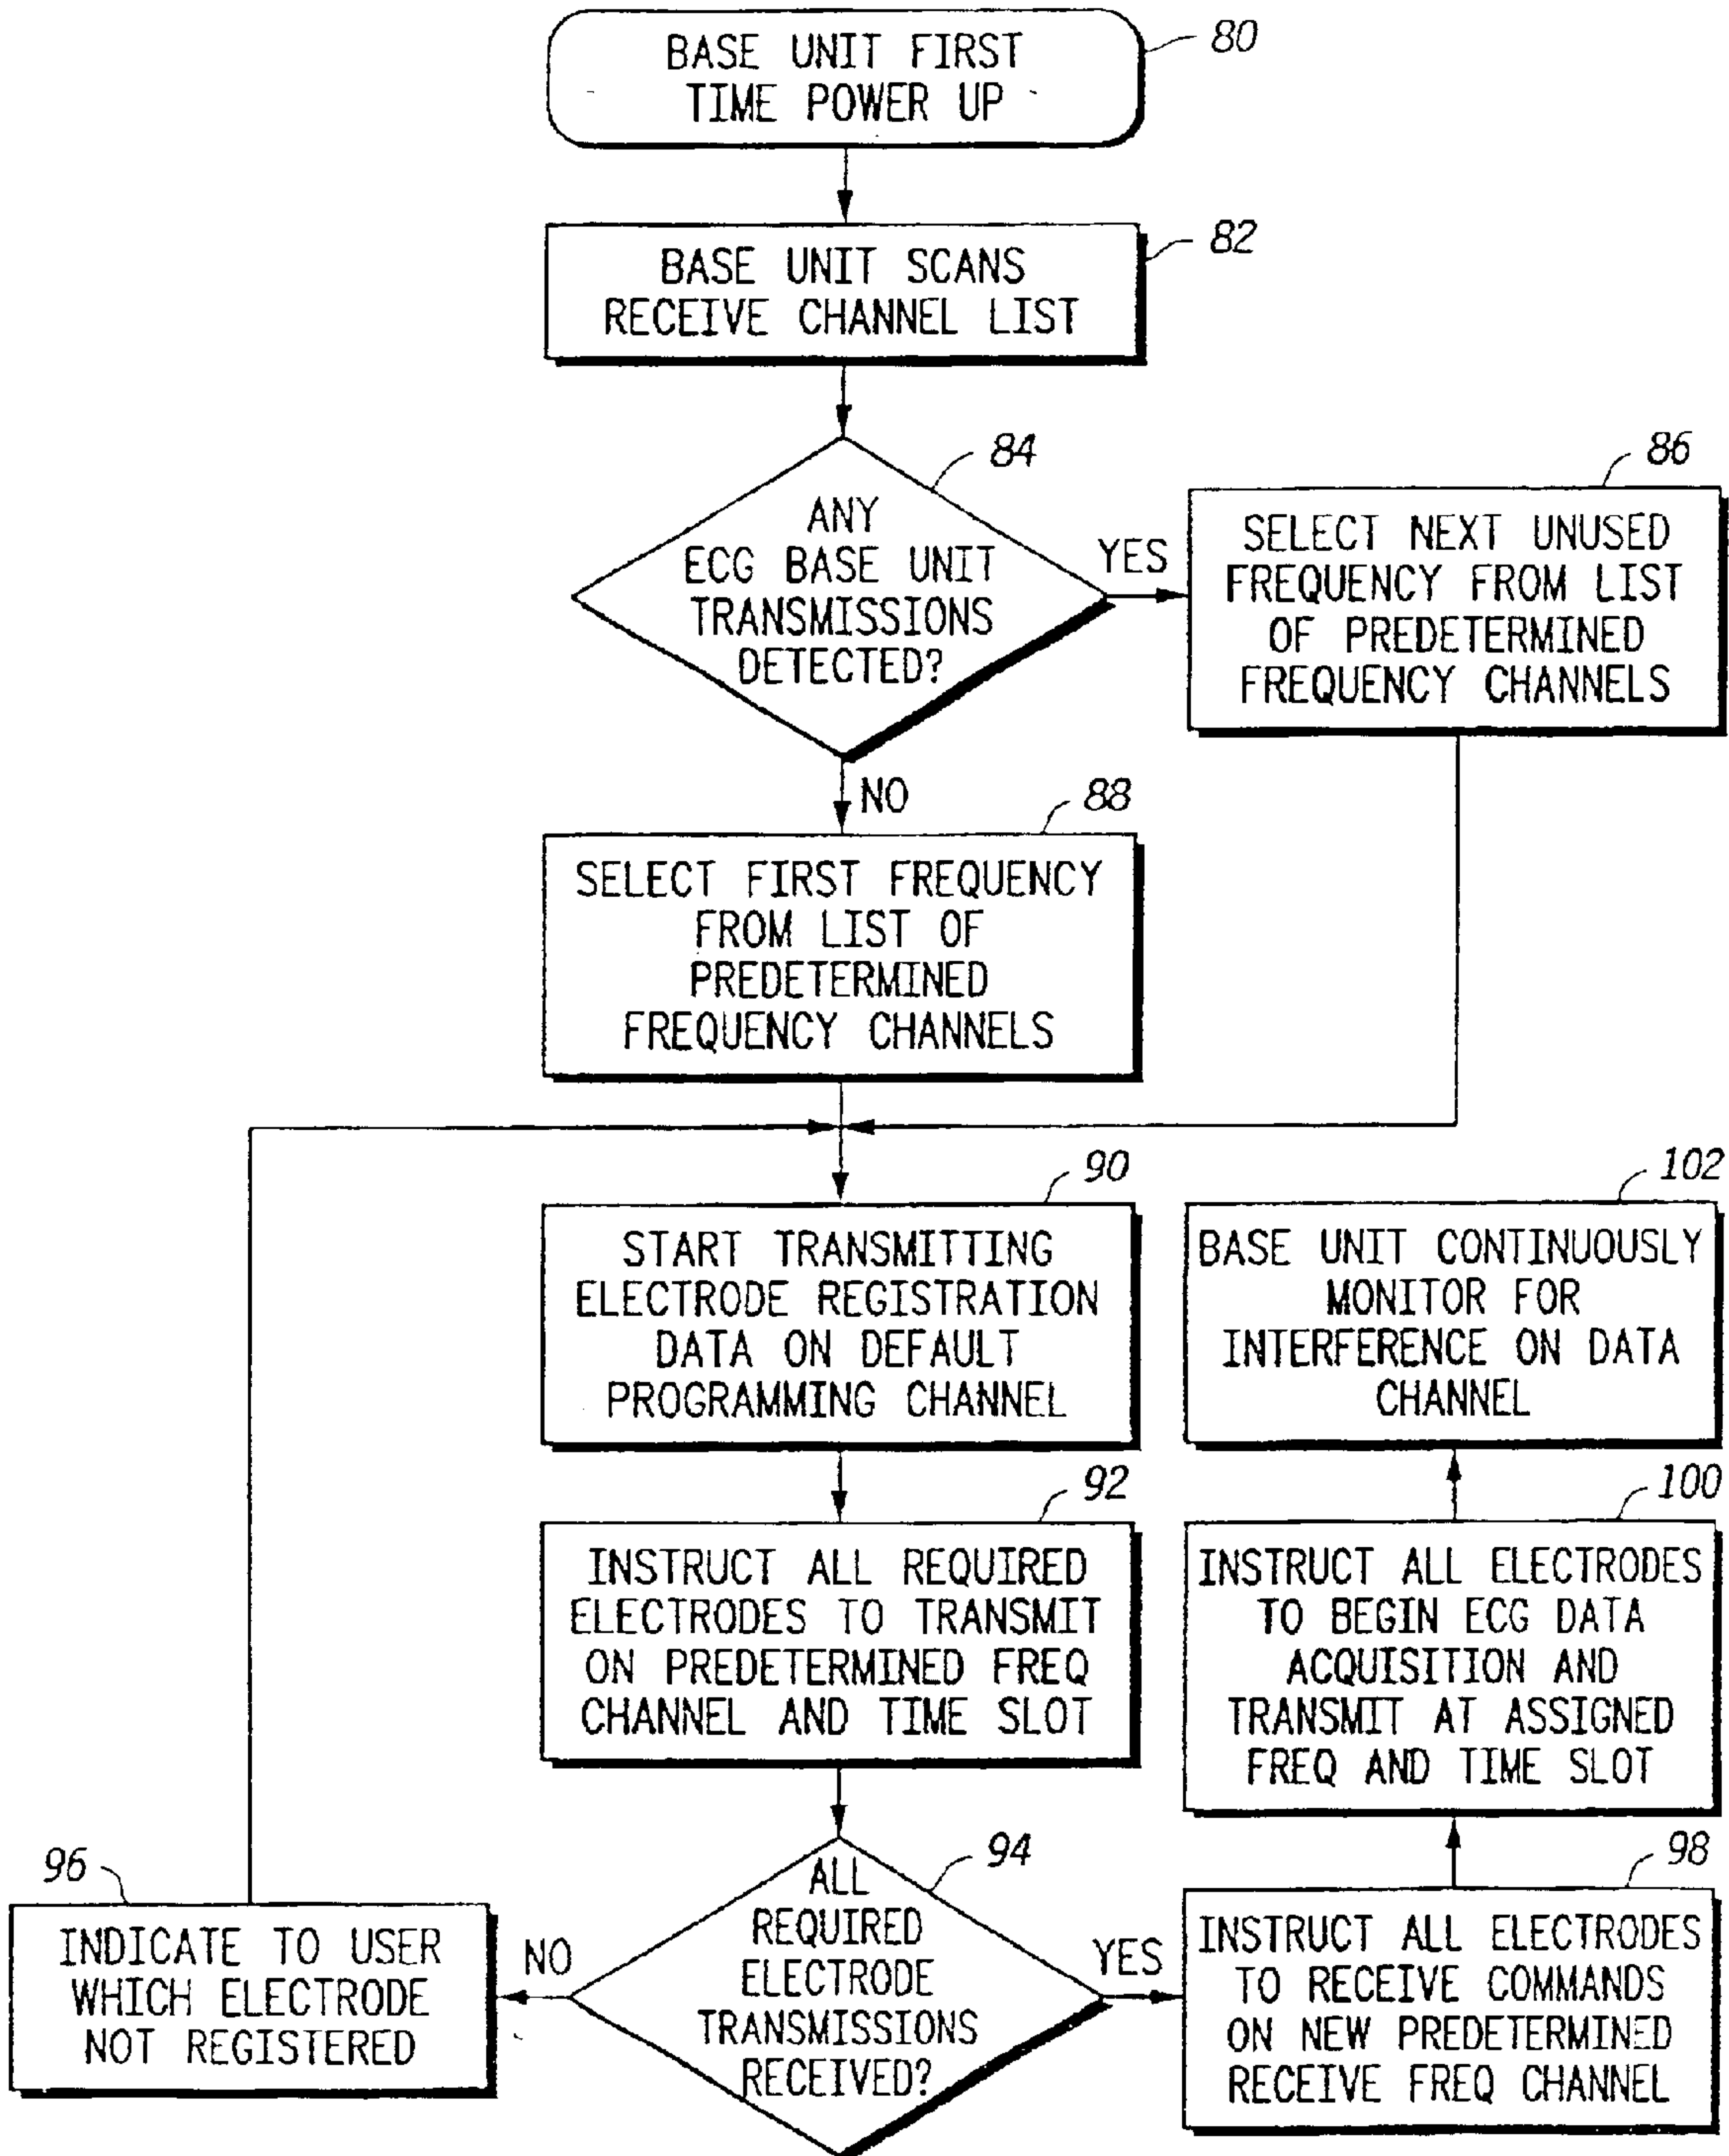 BASE UNIT FIRST
TIME POWER UP
80
BASE UNIT SCANS
RECEIVE CHANNEL LIST
82
ANY
ECG BASE UNIT
TRANSMISSIONS
DETECTED?
84
YES
86
SELECT NEXT UNUSED
FREQUENCY FROM LIST
OF PREDETERMINED
FREQUENCY CHANNELS
NO
88
SELECT FIRST FREQUENCY
FROM LIST OF
PREDETERMINED
FREQUENCY CHANNELS
90
START TRANSMITTING
ELECTRODE REGISTRATION
DATA ON DEFAULT
PROGRAMMING CHANNEL
102
BASE UNIT CONTINUOUSLY
MONITOR FOR
INTERFERENCE ON DATA
CHANNEL
92
INSTRUCT ALL REQUIRED
ELECTRODES TO TRANSMIT
ON PREDETERMINED FREQ
CHANNEL AND TIME SLOT
100
INSTRUCT ALL ELECTRODES
TO BEGIN ECG DATA
ACQUISITION AND
TRANSMIT AT ASSIGNED
FREQ AND TIME SLOT
96
INDICATE TO USER
WHICH ELECTRODE
NOT REGISTERED
NO
94
ALL
REQUIRED
ELECTRODE
TRANSMISSIONS
RECEIVED?
YES
98
INSTRUCT ALL ELECTRODES
TO RECEIVE COMMANDS
ON NEW PREDETERMINED
RECEIVE FREQ CHANNEL